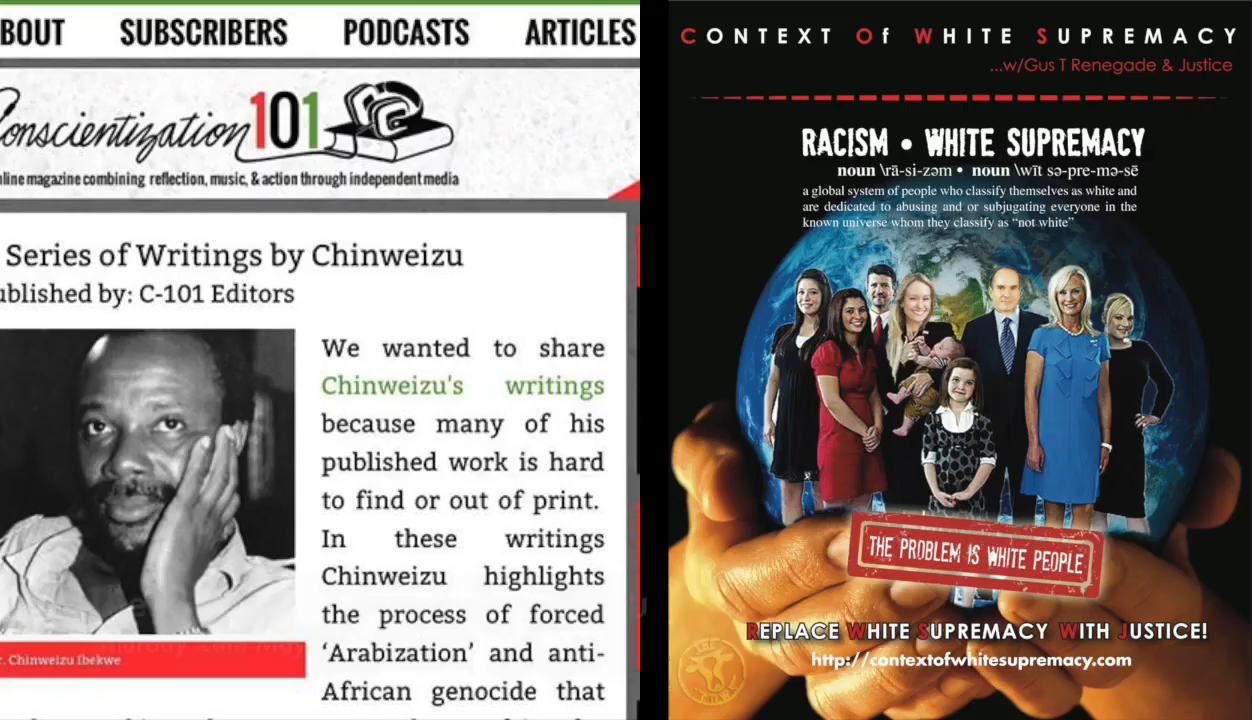 BOUT SUBSCRIBERS PODCASTS ARTICLES
onscientization101
nline magazine combining reflection, music, & action through independent media
Series of Writings by Chinweizu
ublished by: C-101 Editors
We wanted to share
Chinweizu's writings
because many of his
published work is hard
to find or out of print.
In these writings
Chinweizu highlights
the process of forced
‘Arabization’ and anti-
African genocide that
r. Chinweizu Ibekwe
CONTEXT Of WHITE SUPREMACY
...w/Gus T Renegade & Justice
RACISM • WHITE SUPREMACY
noun \rā-si-zəm • noun \wīt sə-pre-mə-sē
a global system of people who classify themselves as white and
are dedicated to abusing and or subjugating everyone in the
known universe whom they classify as “not white”
THE PROBLEM IS WHITE PEOPLE
REPLACE WHITE SUPREMACY WITH JUSTICE!
http://contextofwhitesupremacy.com